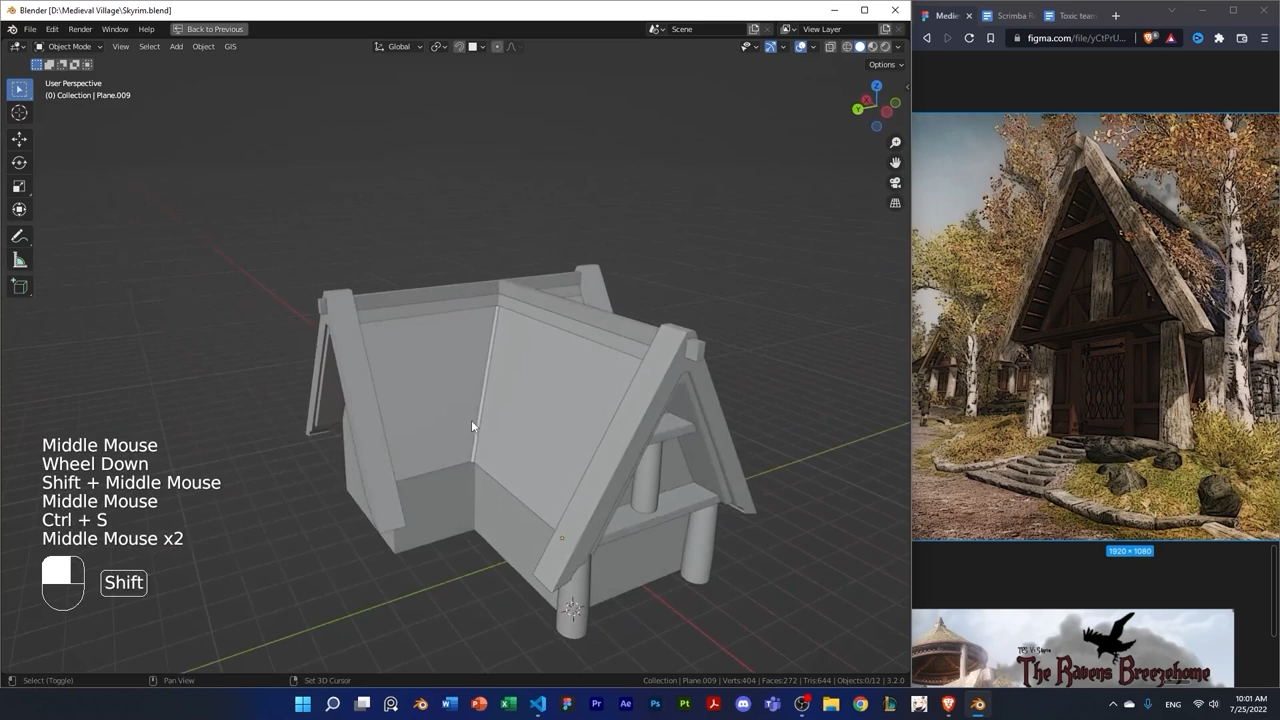 Blender [D:\Medieval Village\Skyrim.blend]
File Edit Render Window Help Back to Previous Scene View Layer
Object Mode View Select Add Object GIS Global
Options
User Perspective
(0) Collection | Plane.009
Z
Y
Middle Mouse
Wheel Down
Shift + Middle Mouse
Middle Mouse
Ctrl + S
Middle Mouse x2
Shift
Select (Toggle) Pan View Set 3D Cursor Collection | Plane.009 Verts:404 Faces:272 Tris:644 Objects:0/12 3.2.0
Medie Scrimba R Toxic team
figma.com/file/yCtPrU...
1920 × 1080
The Ravens Breezehome
ENG
10:01 AM
7/25/2022